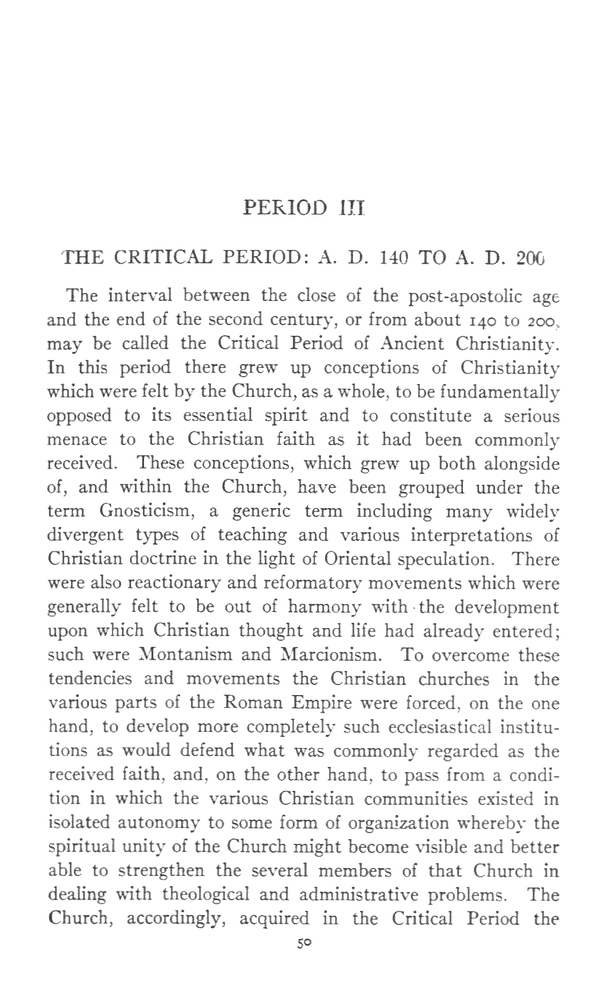 PERIOD III
THE CRITICAL PERIOD: A. D. 140 TO A. D. 200
The interval between the close of the post-apostolic age
and the end of the second century, or from about 140 to 200,
may be called the Critical Period of Ancient Christianity.
In this period there grew up conceptions of Christianity
which were felt by the Church, as a whole, to be fundamentally
opposed to its essential spirit and to constitute a serious
menace to the Christian faith as it had been commonly
received. These conceptions, which grew up both alongside
of, and within the Church, have been grouped under the
term Gnosticism, a generic term including many widely
divergent types of teaching and various interpretations of
Christian doctrine in the light of Oriental speculation. There
were also reactionary and reformatory movements which were
generally felt to be out of harmony with the development
upon which Christian thought and life had already entered;
such were Montanism and Marcionism. To overcome these
tendencies and movements the Christian churches in the
various parts of the Roman Empire were forced, on the one
hand, to develop more completely such ecclesiastical institu-
tions as would defend what was commonly regarded as the
received faith, and, on the other hand, to pass from a condi-
tion in which the various Christian communities existed in
isolated autonomy to some form of organization whereby the
spiritual unity of the Church might become visible and better
able to strengthen the several members of that Church in
dealing with theological and administrative problems. The
Church, accordingly, acquired in the Critical Period the
50